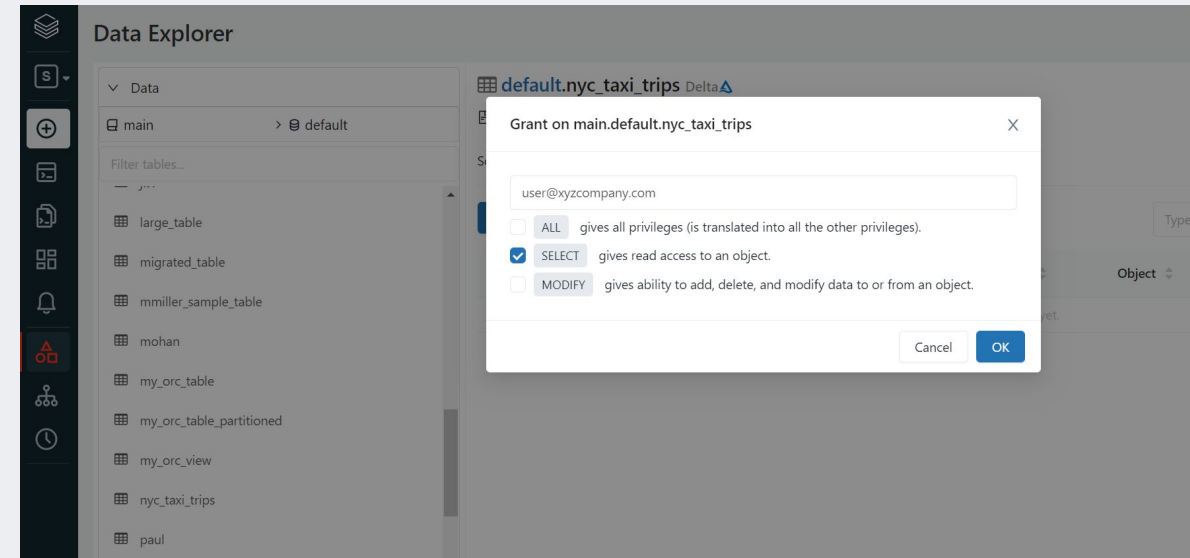 Data Explorer
S
Data
main > default
Filter tables...
large_table
migrated_table
mmiller_sample_table
mohan
my_orc_table
my_orc_table_partitioned
my_orc_view
nyc_taxi_trips
paul
default.nyc_taxi_trips Delta
Grant on main.default.nyc_taxi_trips
X
user@xyzcompany.com
ALL gives all privileges (is translated into all the other privileges).
SELECT gives read access to an object.
MODIFY gives ability to add, delete, and modify data to or from an object.
Cancel OK
Type
Object
yet.